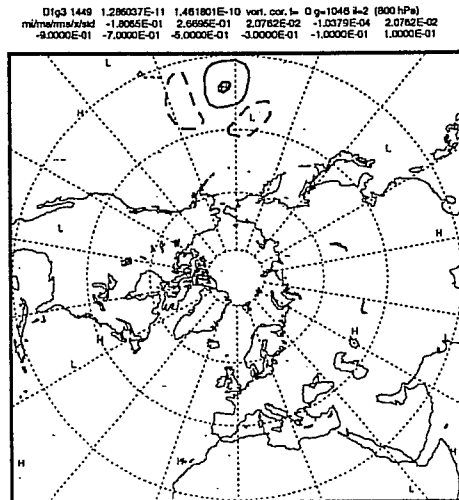 D1g3 1449 1.286037E-11 1.461801E-10 vort. cor. t= 0 g=1046 il=2 (800 hPa)
mi/ma/rms/x/std -1.8065E-01 2.6695E-01 2.0762E-02 -1.0379E-04 2.0762E-02
-9.0000E-01 -7.0000E-01 -5.0000E-01 -3.0000E-01 -1.0000E-01 1.0000E-01
L
H
L
L
L
H
L
H
L
H
L
H
L
H
H
H
L